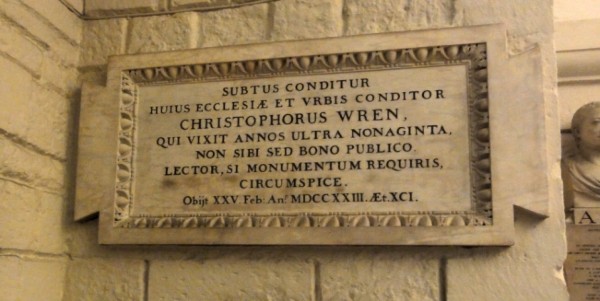 SUBTUS CONDITUR
HUIUS ECCLESIÆ ET VRBIS CONDITOR
CHRISTOPHORUS WREN,
QUI VIXIT ANNOS ULTRA NONAGINTA,
NON SIBI SED BONO PUBLICO.
LECTOR, SI MONUMENTUM REQUIRIS,
CIRCUMSPICE.
Obijt XXV. Feb: Anº. MDCCXXIII. Æt. XCI.